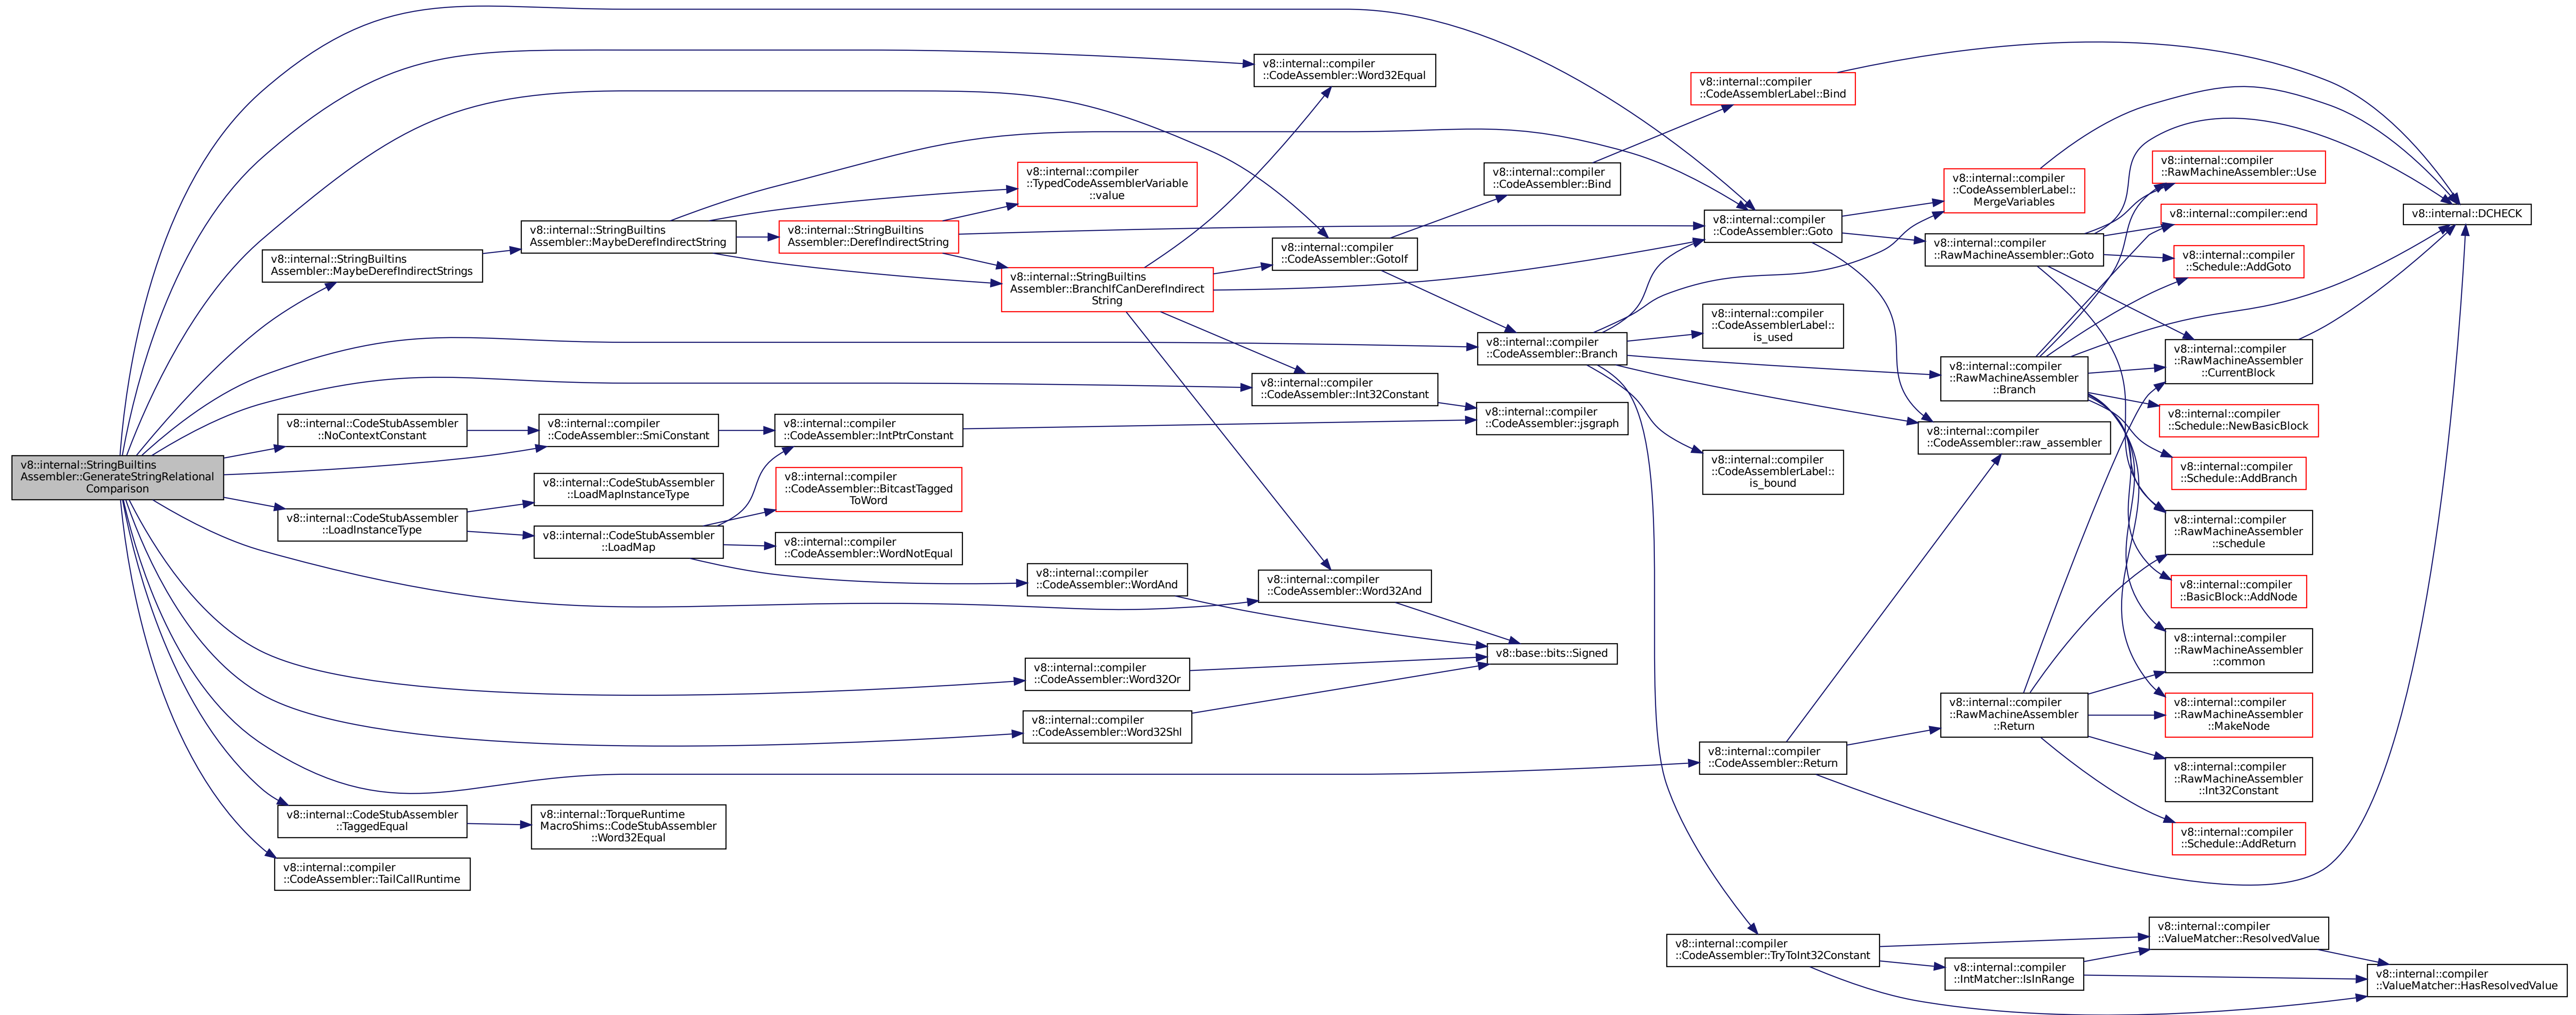 v8::internal::StringBuiltins
Assembler::GenerateStringRelational
Comparison
v8::internal::StringBuiltins
Assembler::MaybeDerefIndirectStrings
v8::internal::CodeStubAssembler
::NoContextConstant
v8::internal::CodeStubAssembler
::LoadInstanceType
v8::internal::CodeStubAssembler
::TaggedEqual
v8::internal::compiler
::CodeAssembler::TailCallRuntime
v8::internal::StringBuiltins
Assembler::MaybeDerefIndirectString
v8::internal::compiler
::CodeAssembler::SmiConstant
v8::internal::CodeStubAssembler
::LoadMapInstanceType
v8::internal::CodeStubAssembler
::LoadMap
v8::internal::TorqueRuntime
MacroShims::CodeStubAssembler
::Word32Equal
v8::internal::StringBuiltins
Assembler::DerefIndirectString
v8::internal::compiler
::CodeAssembler::IntPtrConstant
v8::internal::compiler
::CodeAssembler::BitcastTagged
ToWord
v8::internal::compiler
::CodeAssembler::WordNotEqual
v8::internal::compiler
::TypedCodeAssemblerVariable
::value
v8::internal::StringBuiltins
Assembler::BranchIfCanDerefIndirect
String
v8::internal::compiler
::CodeAssembler::WordAnd
v8::internal::compiler
::CodeAssembler::Word32Or
v8::internal::compiler
::CodeAssembler::Word32Shl
v8::internal::compiler
::CodeAssembler::Word32Equal
v8::internal::compiler
::CodeAssembler::GotoIf
v8::internal::compiler
::CodeAssembler::Int32Constant
v8::internal::compiler
::CodeAssembler::Word32And
v8::internal::compiler
::CodeAssembler::Bind
v8::internal::compiler
::CodeAssembler::Branch
v8::internal::compiler
::CodeAssembler::jsgraph
v8::base::bits::Signed
v8::internal::compiler
::CodeAssemblerLabel::Bind
v8::internal::compiler
::CodeAssembler::Goto
v8::internal::compiler
::CodeAssemblerLabel::
is_used
v8::internal::compiler
::CodeAssemblerLabel::
is_bound
v8::internal::compiler
::CodeAssembler::Return
v8::internal::compiler
::CodeAssembler::TryToInt32Constant
v8::internal::compiler
::CodeAssemblerLabel::
MergeVariables
v8::internal::compiler
::RawMachineAssembler::Goto
v8::internal::compiler
::RawMachineAssembler
::Branch
v8::internal::compiler
::CodeAssembler::raw_assembler
v8::internal::compiler
::RawMachineAssembler
::Return
v8::internal::compiler
::IntMatcher::IsInRange
v8::internal::compiler
::RawMachineAssembler::Use
v8::internal::compiler::end
v8::internal::compiler
::Schedule::AddGoto
v8::internal::compiler
::RawMachineAssembler
::CurrentBlock
v8::internal::compiler
::Schedule::NewBasicBlock
v8::internal::compiler
::Schedule::AddBranch
v8::internal::compiler
::RawMachineAssembler
::schedule
v8::internal::compiler
::BasicBlock::AddNode
v8::internal::compiler
::RawMachineAssembler
::common
v8::internal::compiler
::RawMachineAssembler
::MakeNode
v8::internal::compiler
::RawMachineAssembler
::Int32Constant
v8::internal::compiler
::Schedule::AddReturn
v8::internal::compiler
::ValueMatcher::ResolvedValue
v8::internal::DCHECK
v8::internal::compiler
::ValueMatcher::HasResolvedValue